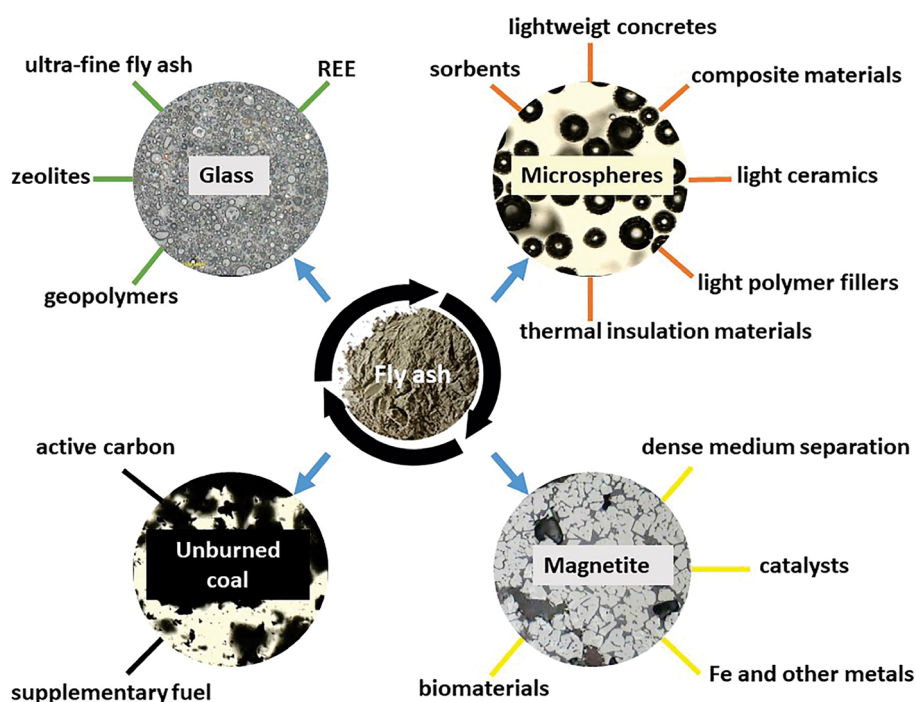 lightweigt concretes
ultra-fine fly ash
REE
sorbents
composite materials
zeolites
Glass
Microspheres
light ceramics
geopolymers
light polymer fillers
thermal insulation materials
Fly ash
active carbon
dense medium separation
Unburned
coal
Magnetite
catalysts
supplementary fuel
biomaterials
Fe and other metals